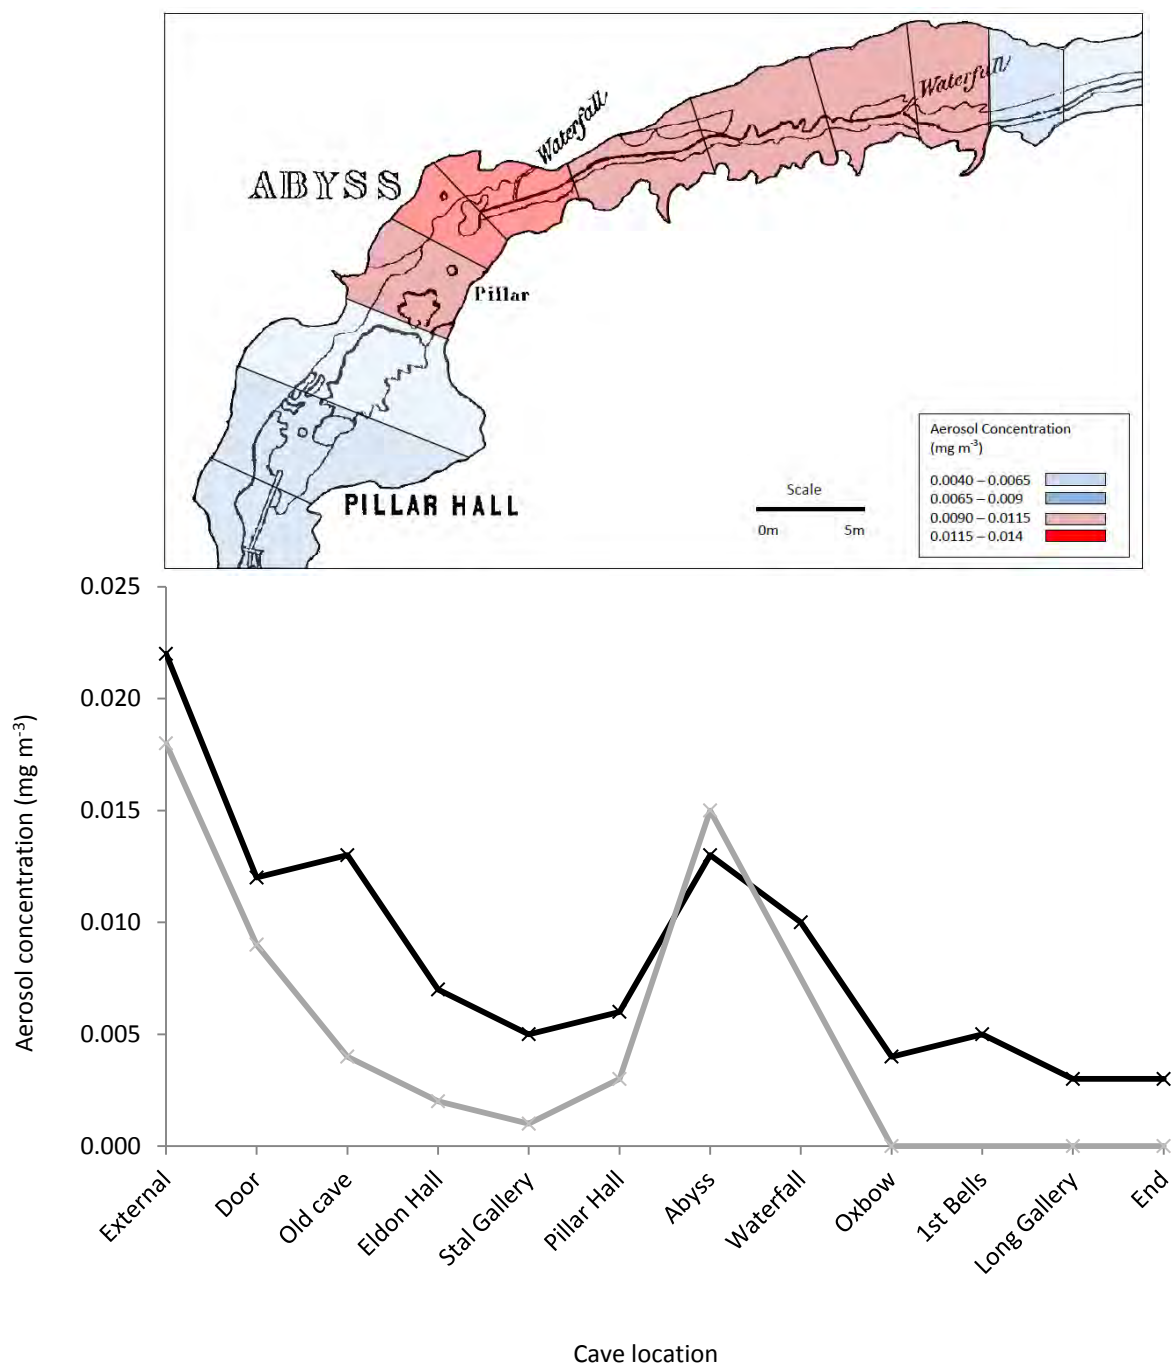 Waterfall
Waterfall
ABYSS
Pillar
PILLAR HALL
Scale
0m 5m
Aerosol Concentration
(mg m-3)
0.0040 – 0.0065
0.0065 – 0.009
0.0090 – 0.0115
0.0115 – 0.014
Aerosol concentration (mg m-3)
0.025
0.020
0.015
0.010
0.005
0.000
External
Door
Old cave
Eldon Hall
Stal Gallery
Pillar Hall
Abyss
Waterfall
Oxbow
1st Bells
Long Gallery
End
Cave location